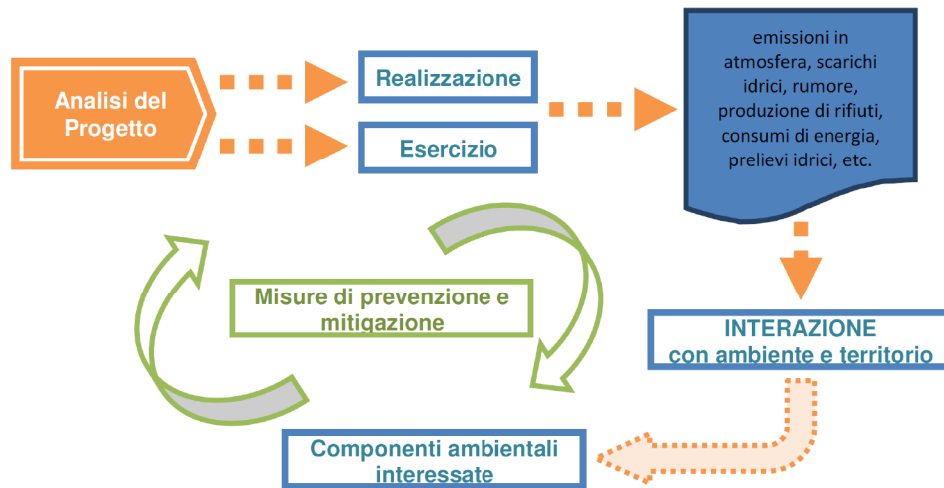 Analisi del
Progetto
Realizzazione
Esercizio
emissioni in
atmosfera, scarichi
idrici, rumore,
produzione di rifiuti,
consumi di energia,
prelievi idrici, etc.
Misure di prevenzione e
mitigazione
INTERAZIONE
con ambiente e territorio
Componenti ambientali
interessate